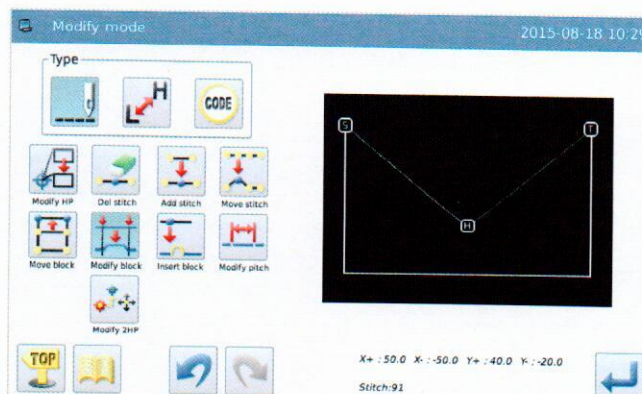 Modify mode
2015-08-18 10:29
Type
L H
CODE
Modify HP
Del stitch
Add stitch
Move stitch
Move block
Modify block
Insert block
Modify pitch
Modify 2HP
S
T
H
TOP
X+ : 50.0 X- : -50.0 Y+ : 40.0 Y- : -20.0
Stitch:91